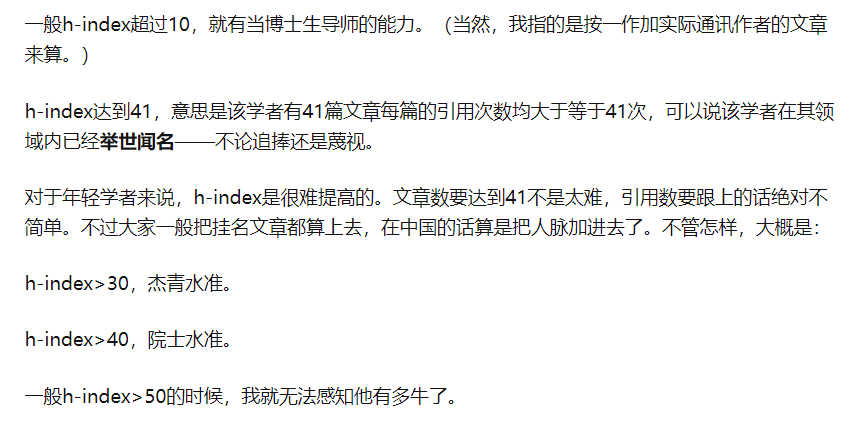 一般h-index超过10，就有当博士生导师的能力。（当然，我指的是按一作加实际通讯作者的文章
来算。）
h-index达到41，意思是该学者有41篇文章每篇的引用次数均大于等于41次，可以说该学者在其领
域内已经举世闻名——不论追捧还是蔑视。
对于年轻学者来说，h-index是很难提高的。文章数要达到41不是太难，引用数要跟上的话绝对不
简单。不过大家一般把挂名文章都算上去，在中国的话算是把人脉加进去了。不管怎样，大概是：
h-index>30，杰青水准。
h-index>40，院士水准。
一般h-index>50的时候，我就无法感知他有多牛了。